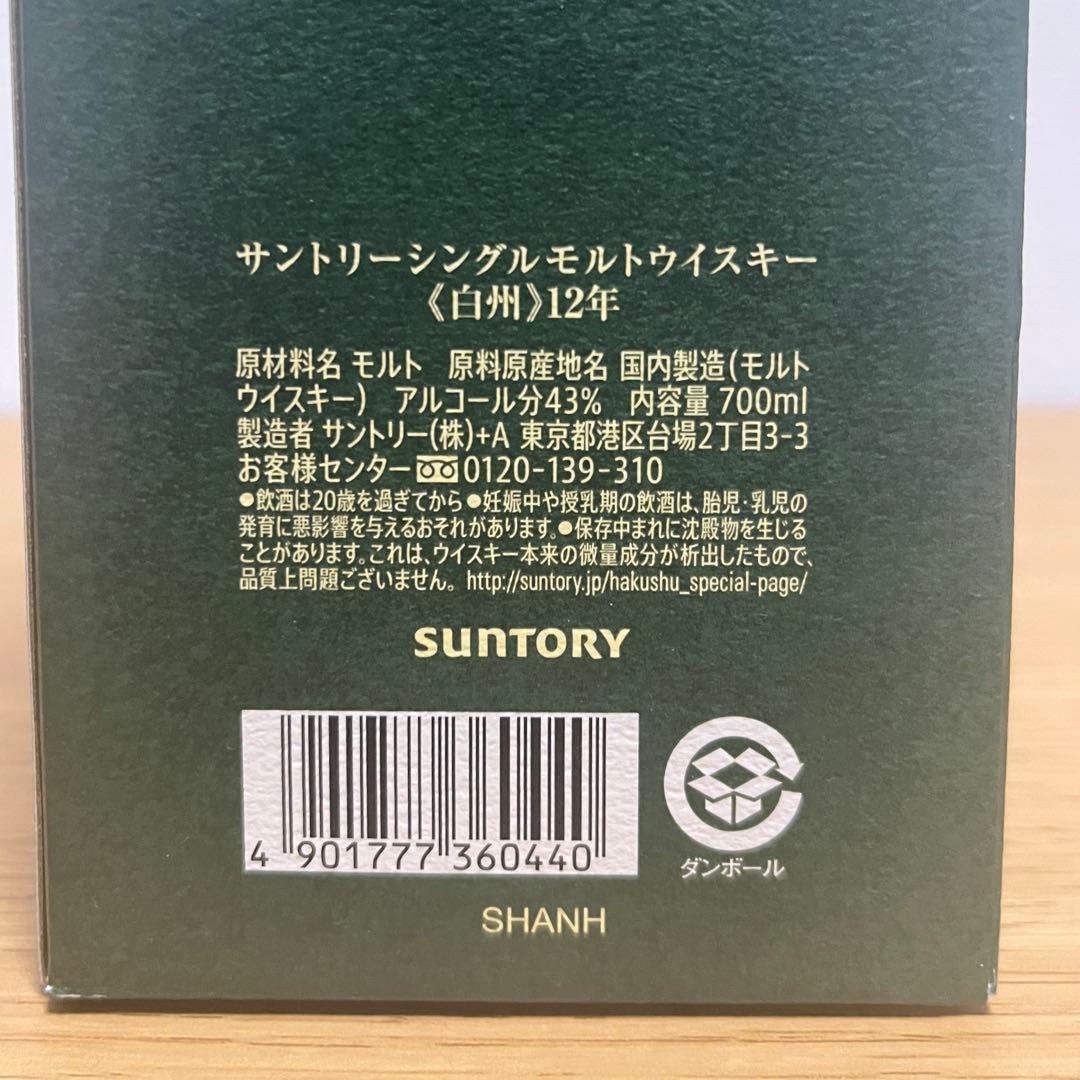 サントリーシングルモルトウイスキー
《白州》12年
原材料名 モルト 原料原産地名 国内製造(モルト
ウイスキー) アルコール分43% 内容量 700ml
製造者 サントリー(株)+A 東京都港区台場2丁目3-3
お客様センター 0120-139-310
●飲酒は20歳を過ぎてから●妊娠中や授乳期の飲酒は、胎児・乳児の
発育に悪影響を与えるおそれがあります。●保存中まれに沈殿物を生じる
ことがあります。これは、ウイスキー本来の微量成分が析出したもので、
品質上問題ございません。 http://suntory.jp/hakushu_special-page/
SUNTORY
4 901777 360440
ダンボール
SHANH